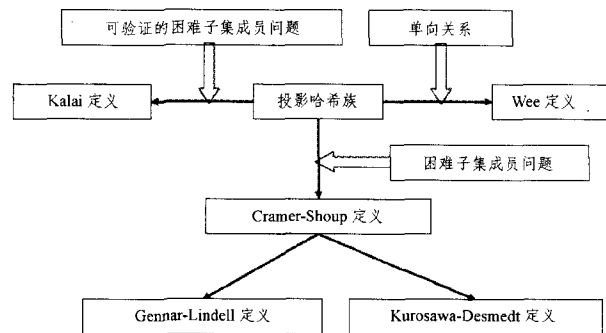 可验证的困难子集成员问题
单向关系
Kalai 定义
投影哈希族
Wee 定义
困难子集成员问题
Cramer-Shoup 定义
Gennar-Lindell 定义
Kurosawa-Desmedt 定义